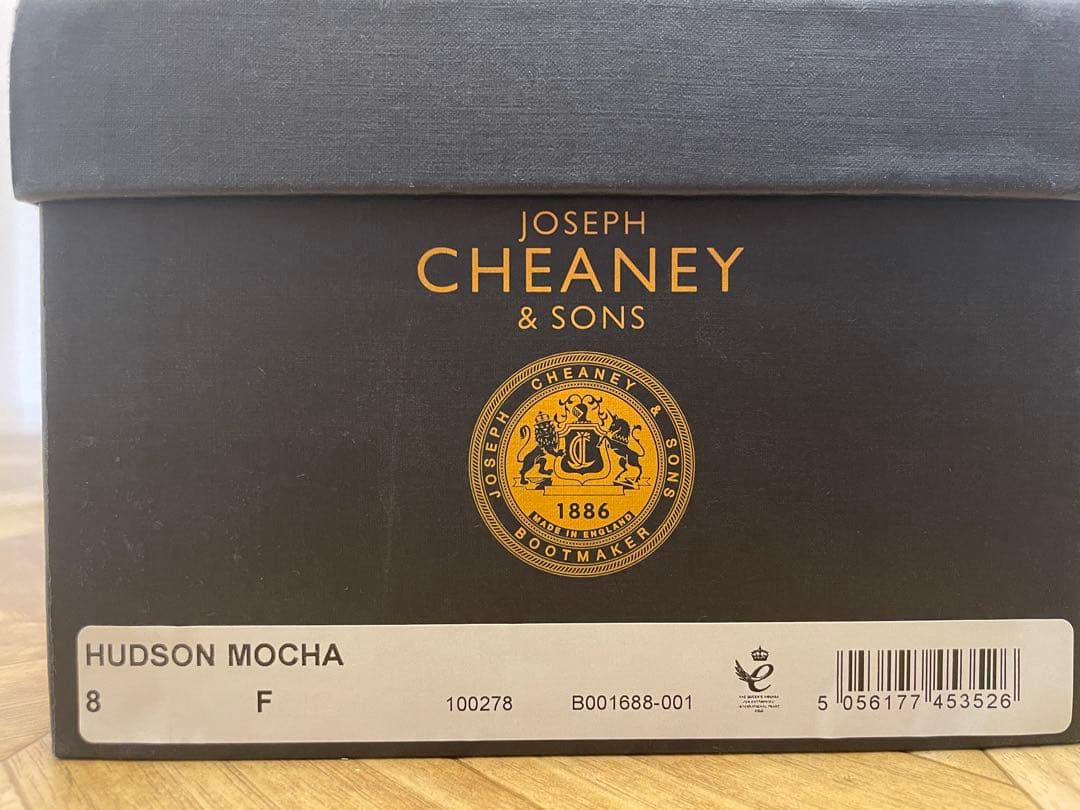 JOSEPH
CHEANEY
& SONS
JOSEPH CHEANEY & SONS
1886
MADE IN ENGLAND
BOOTMAKER
HUDSON MOCHA
8 F 100278 B001688-001
5 056177 453526